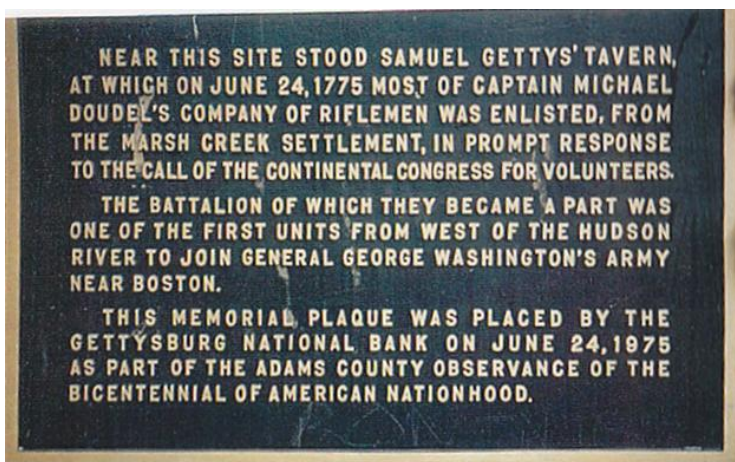 NEAR THIS SITE STOOD SAMUEL GETTYS' TAVERN,
AT WHICH ON JUNE 24, 1775 MOST OF CAPTAIN MICHAEL
DOUDEL'S COMPANY OF RIFLEMEN WAS ENLISTED, FROM
THE MARSH CREEK SETTLEMENT, IN PROMPT RESPONSE
TO THE CALL OF THE CONTINENTAL CONGRESS FOR VOLUNTEERS.
THE BATTALION OF WHICH THEY BECAME A PART WAS
ONE OF THE FIRST UNITS FROM WEST OF THE HUDSON
RIVER TO JOIN GENERAL GEORGE WASHINGTON'S ARMY
NEAR BOSTON.
THIS MEMORIAL PLAQUE WAS PLACED BY THE
GETTYSBURG NATIONAL BANK ON JUNE 24, 1975
AS PART OF THE ADAMS COUNTY OBSERVANCE OF THE
BICENTENNIAL OF AMERICAN NATIONHOOD.